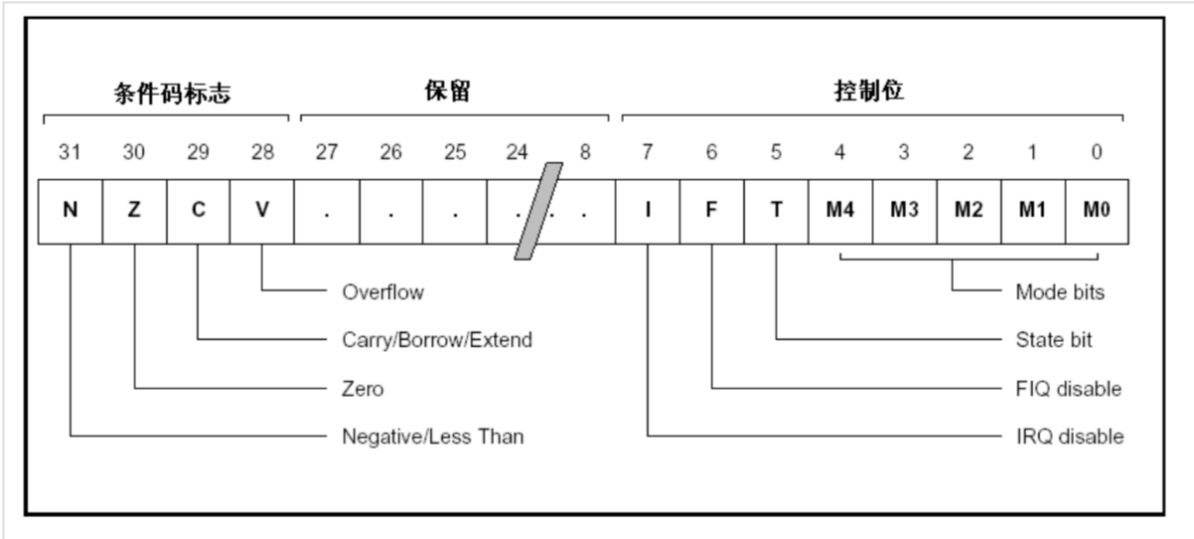 条件码标志 保留 控制位
31 30 29 28 27 26 25 24 8 7 6 5 4 3 2 1 0
N Z C V . . . . . . I F T M4 M3 M2 M1 M0
Overflow Mode bits
Carry/Borrow/Extend State bit
Zero FIQ disable
Negative/Less Than IRQ disable